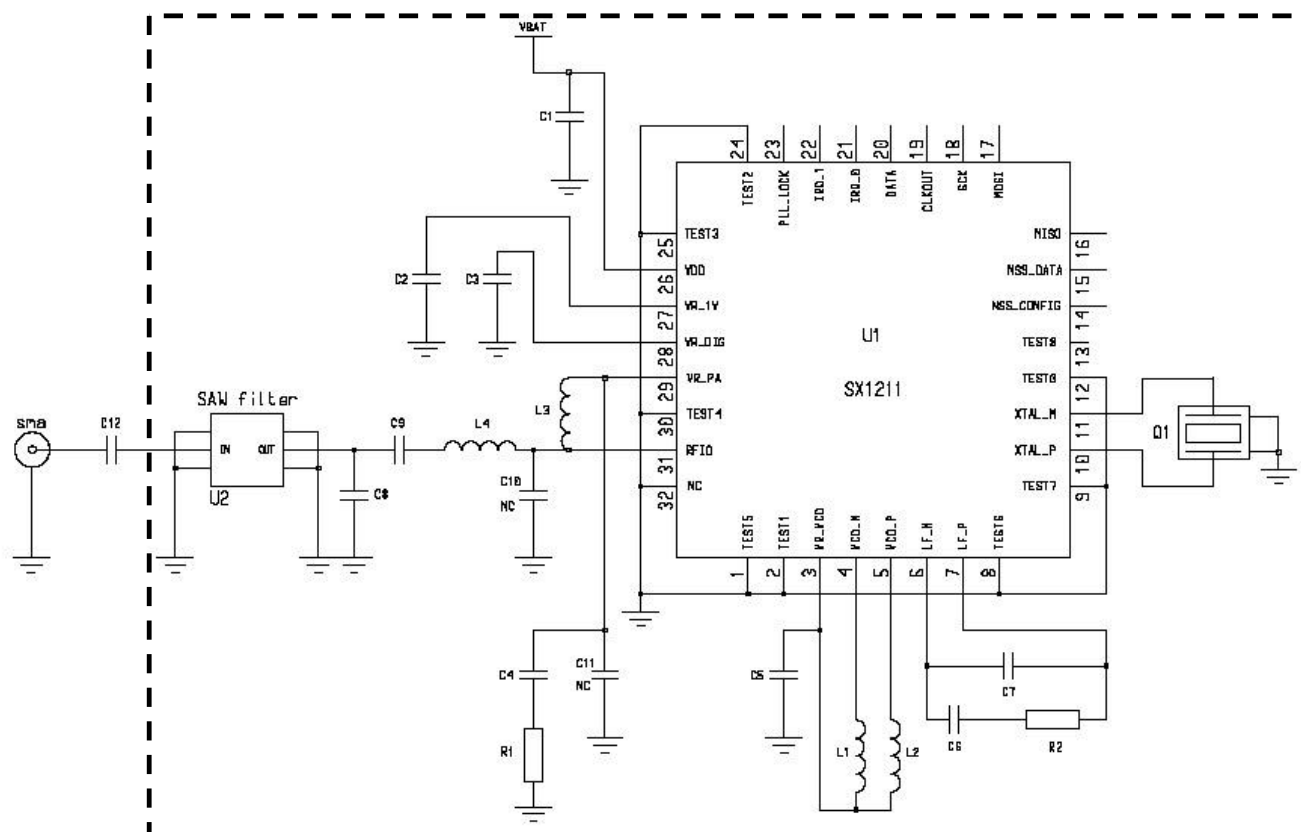 VBAT
C1
24 23 22 21 20 19 18 17
TEST2 PLL_LOCK IRQ_1 IRQ_0 DATA CLKOUT SCK MOSI
TEST3
25
VDD
26
VR_1V
27
VR_DIG
28
VR_PA
29
TEST4
30
RFIO
31
NC
32
MISO
16
NSS_DATA
15
NSS_CONFIG
14
TEST8
13
12
XTAL_M
11
XTAL_P
10
TEST7
9
U1
SX1211
C2
C3
SAW filter
IN
OUT
U2
sma
C12
C8
C9
L4
L3
C10
NC
Q1
TEST5 TEST1 VR_VCO VCO_M VCO_P LF_M LF_P
1 2 3 4 5 6 7 8
C4
C11
NC
R1
C5
L1
L2
C7
C6
R2